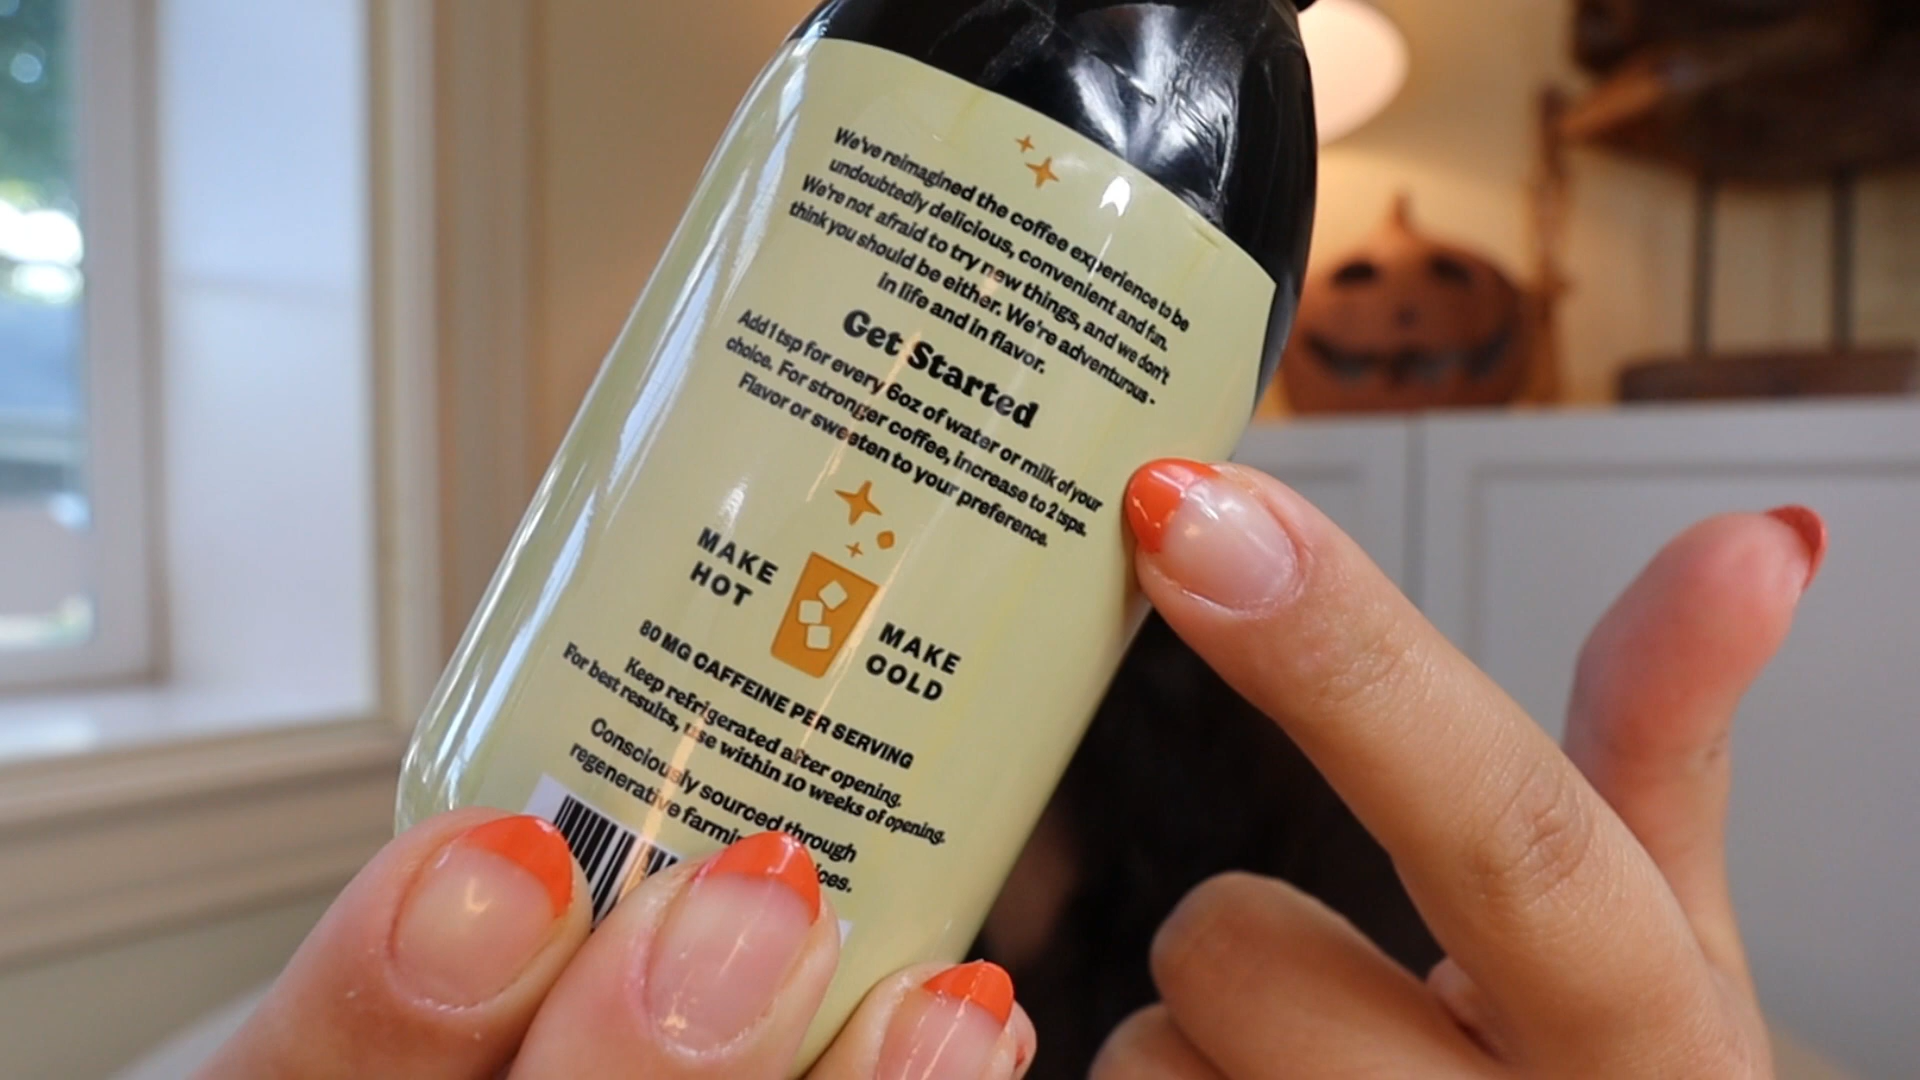 We've reimagined the coffee experience to be
undoubtedly delicious, convenient and fun.
We're not afraid to try new things, and we don't
think you should be either. We're adventurous -
in life and in flavor.
Get Started
Add 1 tsp for every 6oz of water or milk of your
choice. For stronger coffee, increase to 2 tsps.
Flavor or sweeten to your preference.
MAKE
HOT
MAKE
COLD
80 MG CAFFEINE PER SERVING
Keep refrigerated after opening.
For best results, use within 10 weeks of opening.
Consciously sourced through
regenerative